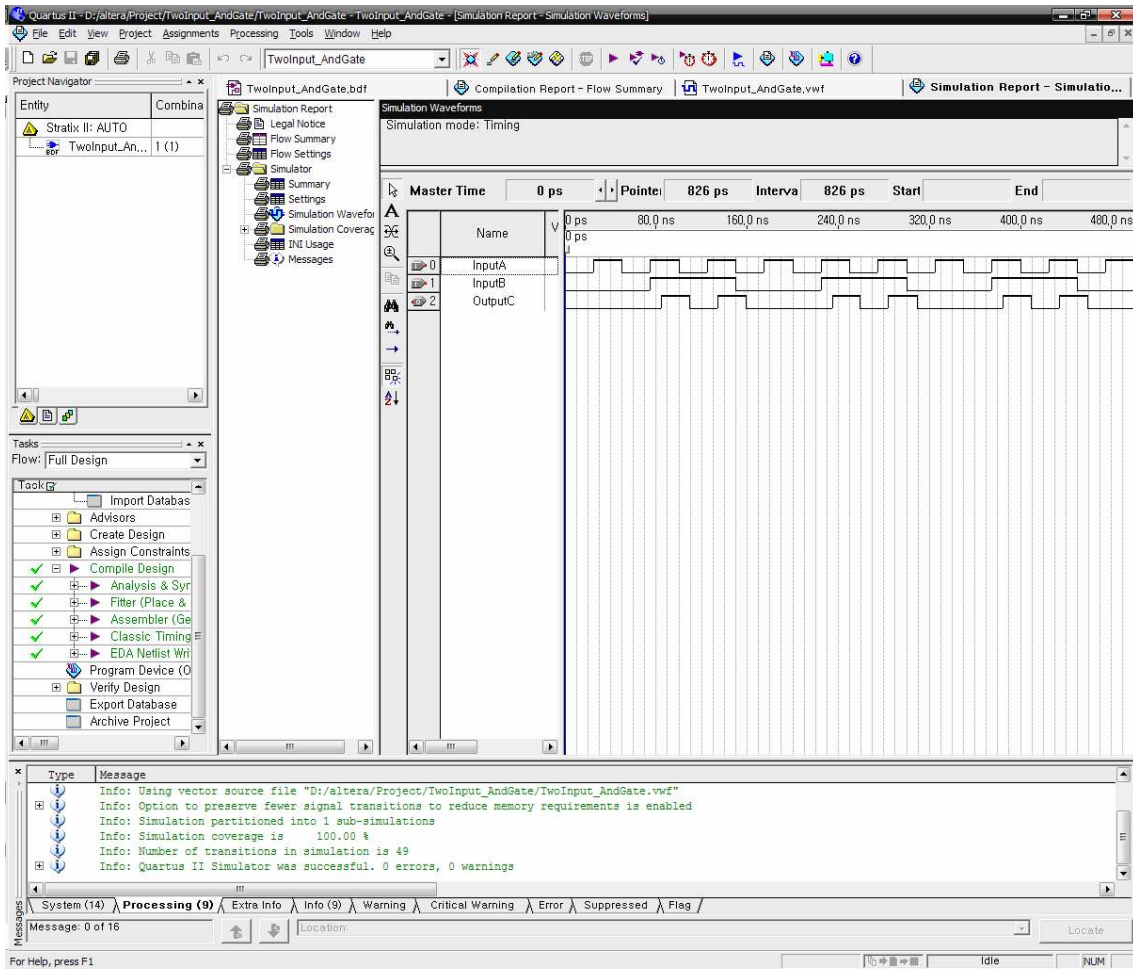 Quartus II - D:/altera/Project/TwoInput_AndGate/TwoInput_AndGate - TwoInput_AndGate - [Simulation Report - Simulation Waveforms]
File Edit View Project Assignments Processing Tools Window Help
TwoInput_AndGate
Project Navigator
Entity Combina
Stratix II: AUTO
TwoInput_An... 1 (1)
TwoInput_AndGate.bdf
Compilation Report - Flow Summary
TwoInput_AndGate.vwf
Simulation Report - Simulatio...
Simulation Report
Legal Notice
Flow Summary
Flow Settings
Simulator
Summary
Settings
Simulation Wavefor
Simulation Coverag
INI Usage
Messages
Simulation Waveforms
Simulation mode: Timing
Master Time 0 ps Pointer 826 ps Interva 826 ps Start End
Name V
0 ps 80.0 ns 160.0 ns 240.0 ns 320.0 ns 400.0 ns 480.0 ns
0 ps
0 InputA
1 InputB
2 OutputC
Tasks
Flow: Full Design
Task
Import Databas
Advisors
Create Design
Assign Constraints
Compile Design
Analysis & Syr
Fitter (Place &
Assembler (Ge
Classic Timing
EDA Netlist Wri
Program Device (O
Verify Design
Export Database
Archive Project
Type Message
Info: Using vector source file "D:/altera/Project/TwoInput_AndGate/TwoInput_AndGate.vwf"
Info: Option to preserve fewer signal transitions to reduce memory requirements is enabled
Info: Simulation partitioned into 1 sub-simulations
Info: Simulation coverage is 100.00 %
Info: Number of transitions in simulation is 49
Info: Quartus II Simulator was successful. 0 errors, 0 warnings
System (14) Processing (9) Extra Info Info (9) Warning Critical Warning Error Suppressed Flag
Messages
Message: 0 of 16
Location:
Locate
For Help, press F1
Idle NUM